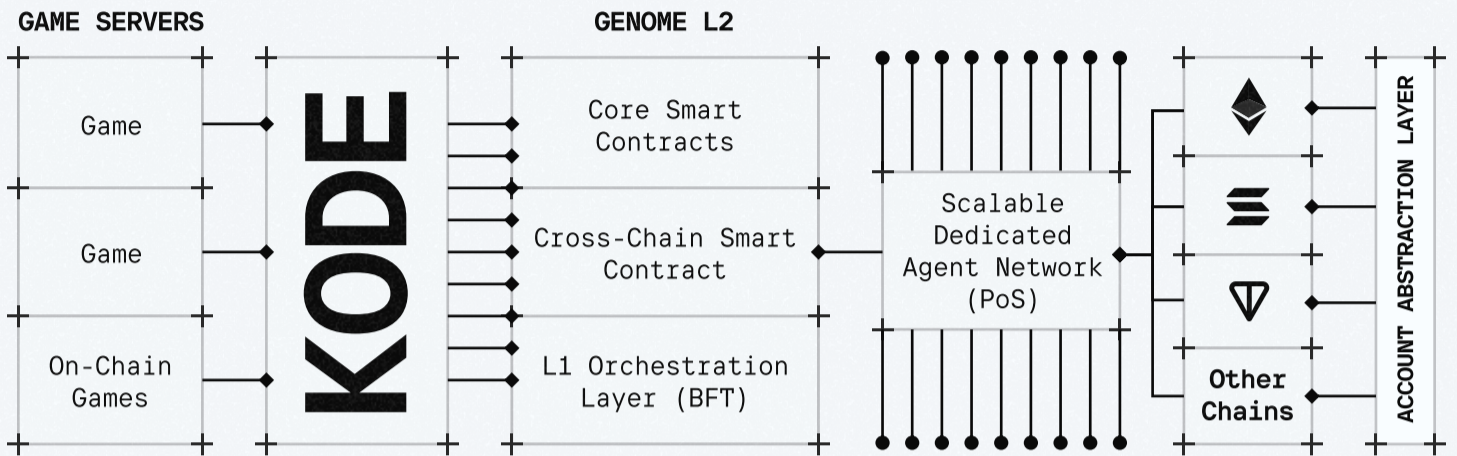 GAME SERVERS
GENOME L2
Game
Game
On-Chain
Games
KODE
Core Smart
Contracts
Cross-Chain Smart
Contract
L1 Orchestration
Layer (BFT)
Scalable
Dedicated
Agent Network
(PoS)
Other
Chains
ACCOUNT ABSTRACTION LAYER